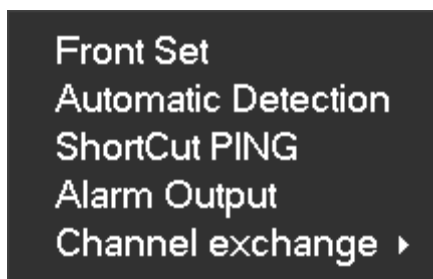 Front Set
Automatic Detection
ShortCut PING
Alarm Output
Channel exchange